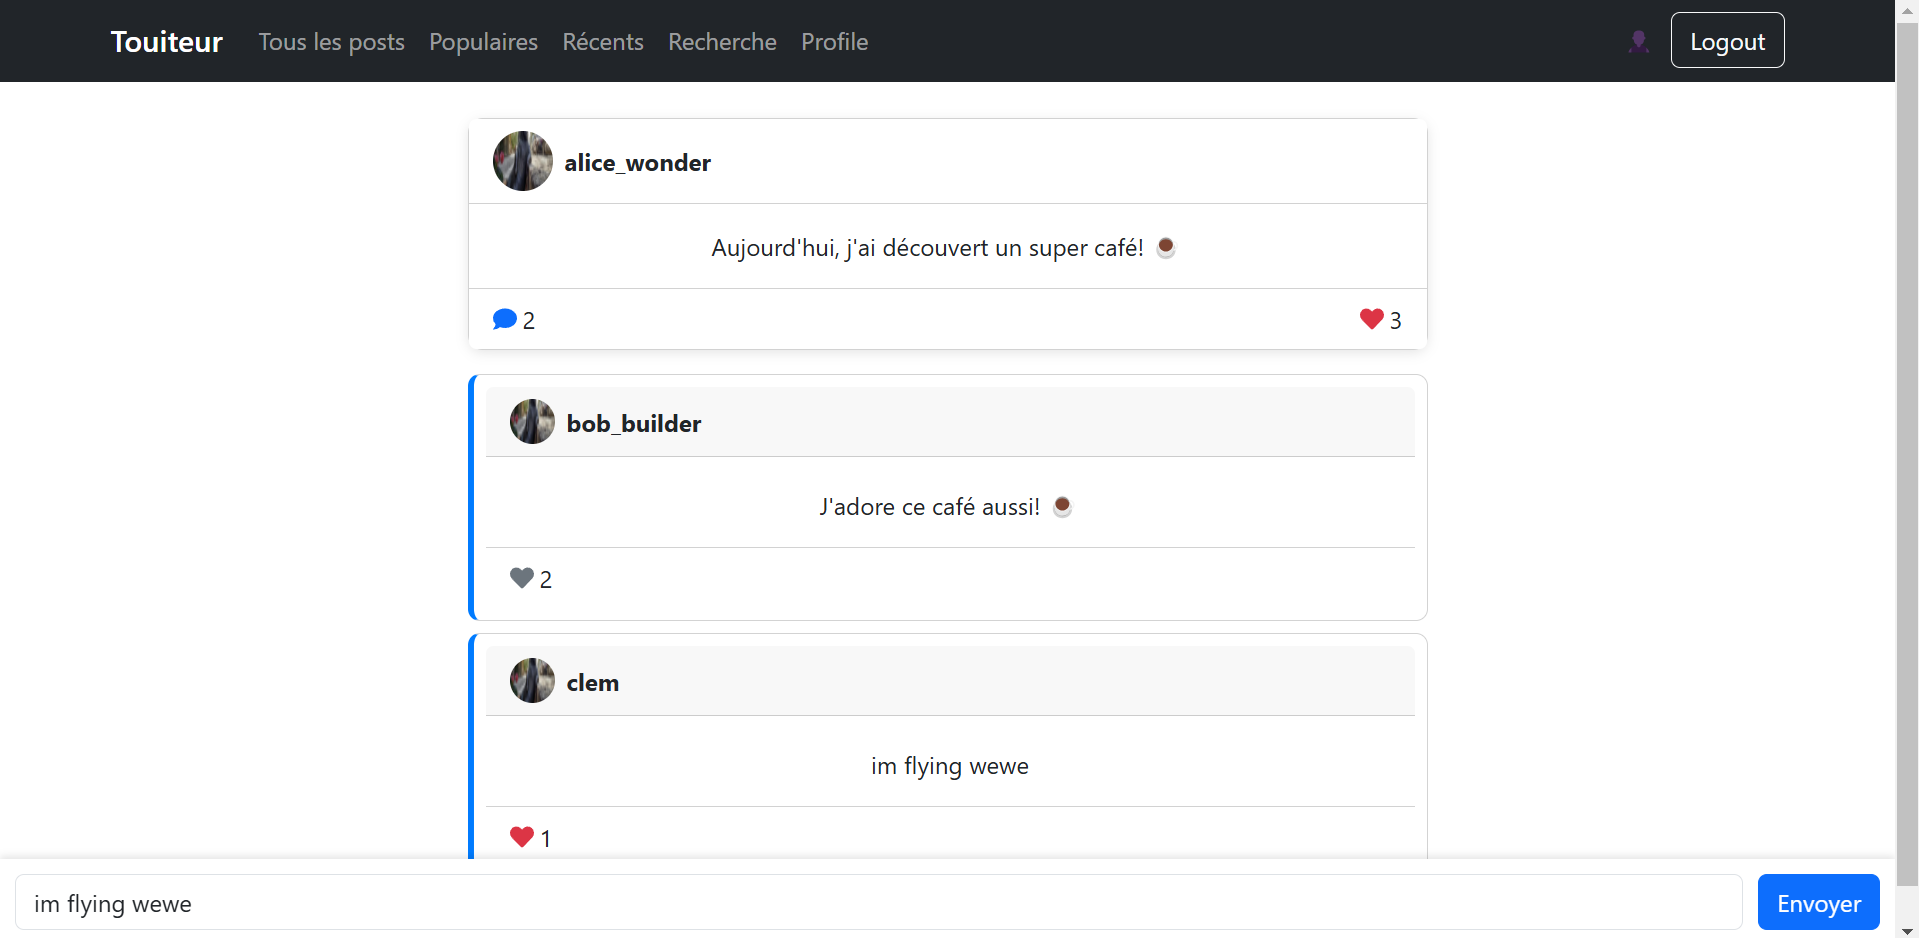 Touiteur Tous les posts Populaires Récents Recherche Profile Logout
alice_wonder
Aujourd'hui, j'ai découvert un super café! ☕
2 3
bob_builder
J'adore ce café aussi! ☕
2
clem
im flying wewe
1
im flying wewe Envoyer